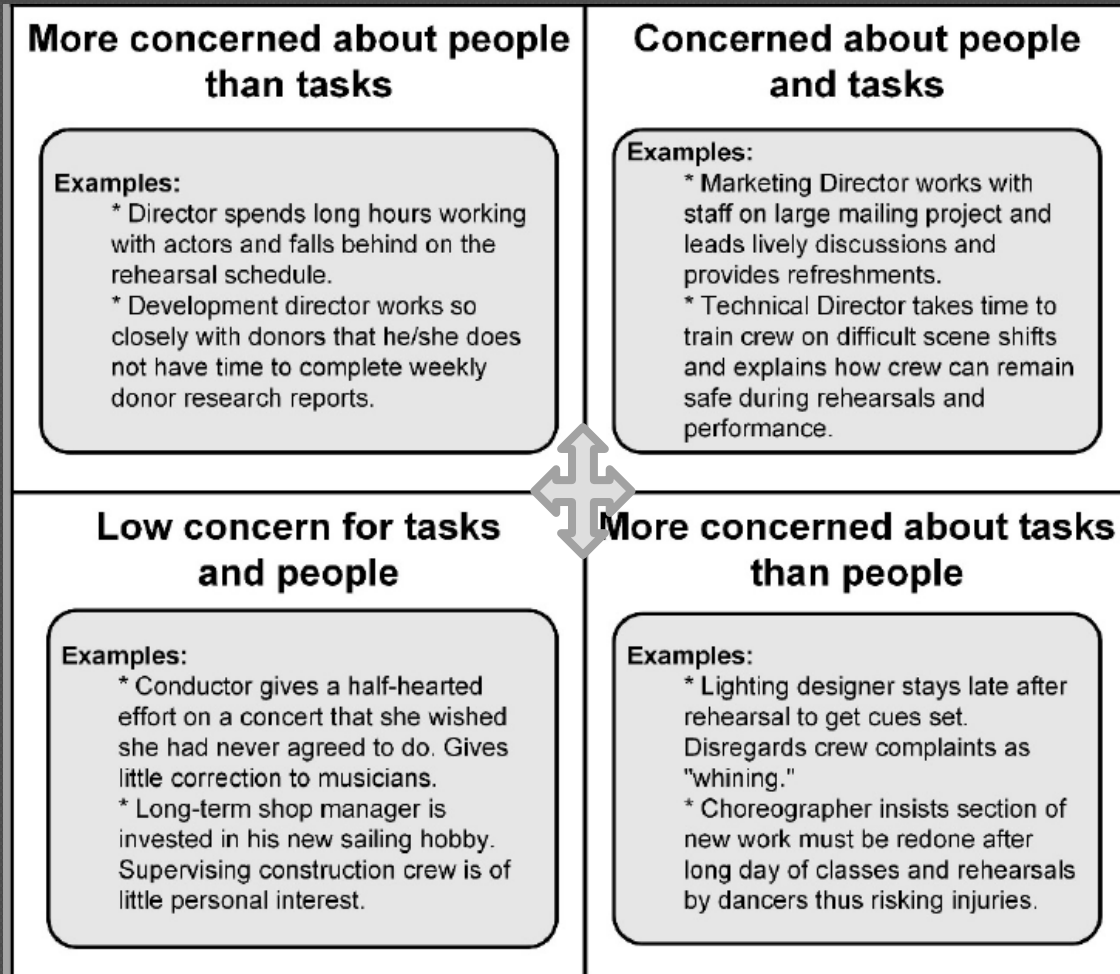 More concerned about people
than tasks
Examples:
* Director spends long hours working
with actors and falls behind on the
rehearsal schedule.
* Development director works so
closely with donors that he/she does
not have time to complete weekly
donor research reports.
Concerned about people
and tasks
Examples:
* Marketing Director works with
staff on large mailing project and
leads lively discussions and
provides refreshments.
* Technical Director takes time to
train crew on difficult scene shifts
and explains how crew can remain
safe during rehearsals and
performance.
Low concern for tasks
and people
Examples:
* Conductor gives a half-hearted
effort on a concert that she wished
she had never agreed to do. Gives
little correction to musicians.
* Long-term shop manager is
invested in his new sailing hobby.
Supervising construction crew is of
little personal interest.
More concerned about tasks
than people
Examples:
* Lighting designer stays late after
rehearsal to get cues set.
Disregards crew complaints as
"whining."
* Choreographer insists section of
new work must be redone after
long day of classes and rehearsals
by dancers thus risking injuries.